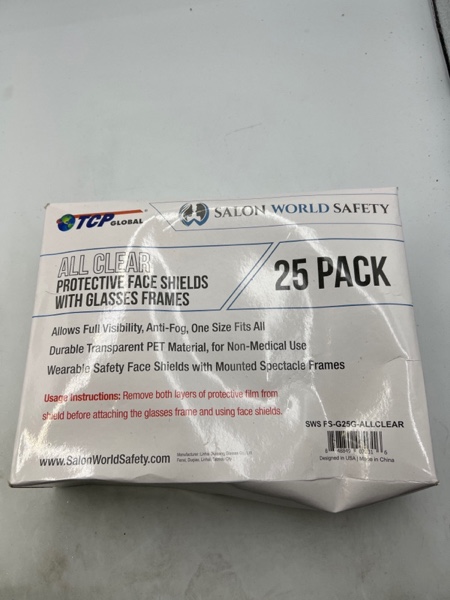 TCP GLOBAL
SALON WORLD SAFETY
ALL CLEAR
PROTECTIVE FACE SHIELDS
WITH GLASSES FRAMES
25 PACK
Allows Full Visibility, Anti-Fog, One Size Fits All
Durable Transparent PET Material, for Non-Medical Use
Wearable Safety Face Shields with Mounted Spectacle Frames
Usage Instructions: Remove both layers of protective film from
shield before attaching the glasses frame and using face shields.
SWS FS-G25G-ALLCLEAR
www.SalonWorldSafety.com
Designed in USA | Made in China